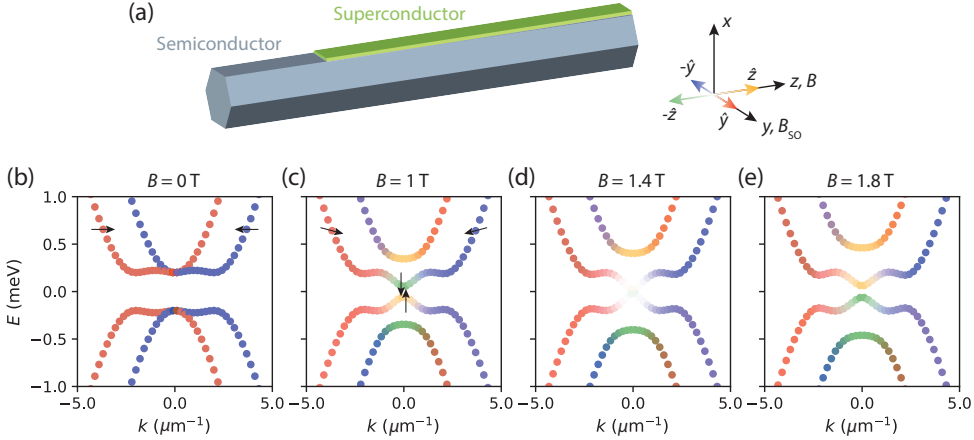 (a)
Superconductor
Semiconductor
x
-ŷ
ẑ
z, B
-ẑ
ŷ
y, B_SO
(b) B = 0 T
(c) B = 1 T
(d) B = 1.4 T
(e) B = 1.8 T
E (meV)
1.0
0.5
0.0
−0.5
−1.0
−5.0 0.0 5.0
−5.0 0.0 5.0
−5.0 0.0 5.0
−5.0 0.0 5.0
k (μm⁻¹)
k (μm⁻¹)
k (μm⁻¹)
k (μm⁻¹)